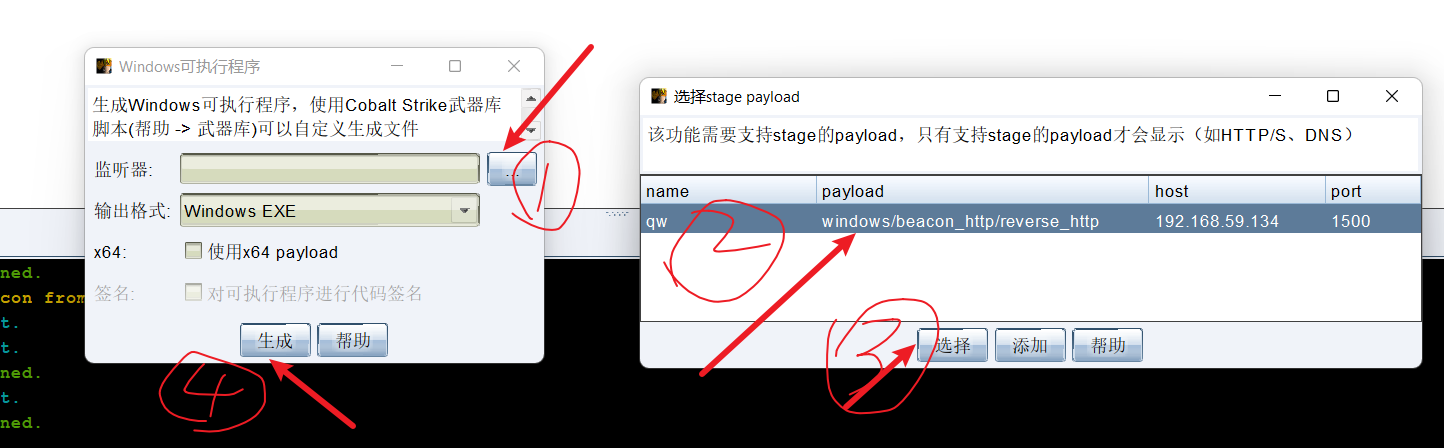 Windows可执行程序
生成Windows可执行程序，使用Cobalt Strike武器库
脚本(帮助 -> 武器库)可以自定义生成文件
监听器:
...
输出格式:
Windows EXE
x64:
使用x64 payload
签名:
对可执行程序进行代码签名
生成
帮助
选择stage payload
该功能需要支持stage的payload，只有支持stage的payload才会显示（如HTTP/S、DNS）
name payload host port
qw windows/beacon_http/reverse_http 192.168.59.134 1500
选择
添加
帮助
1
2
3
4
ned.
con from
t.
t.
ned.
t.
ned.